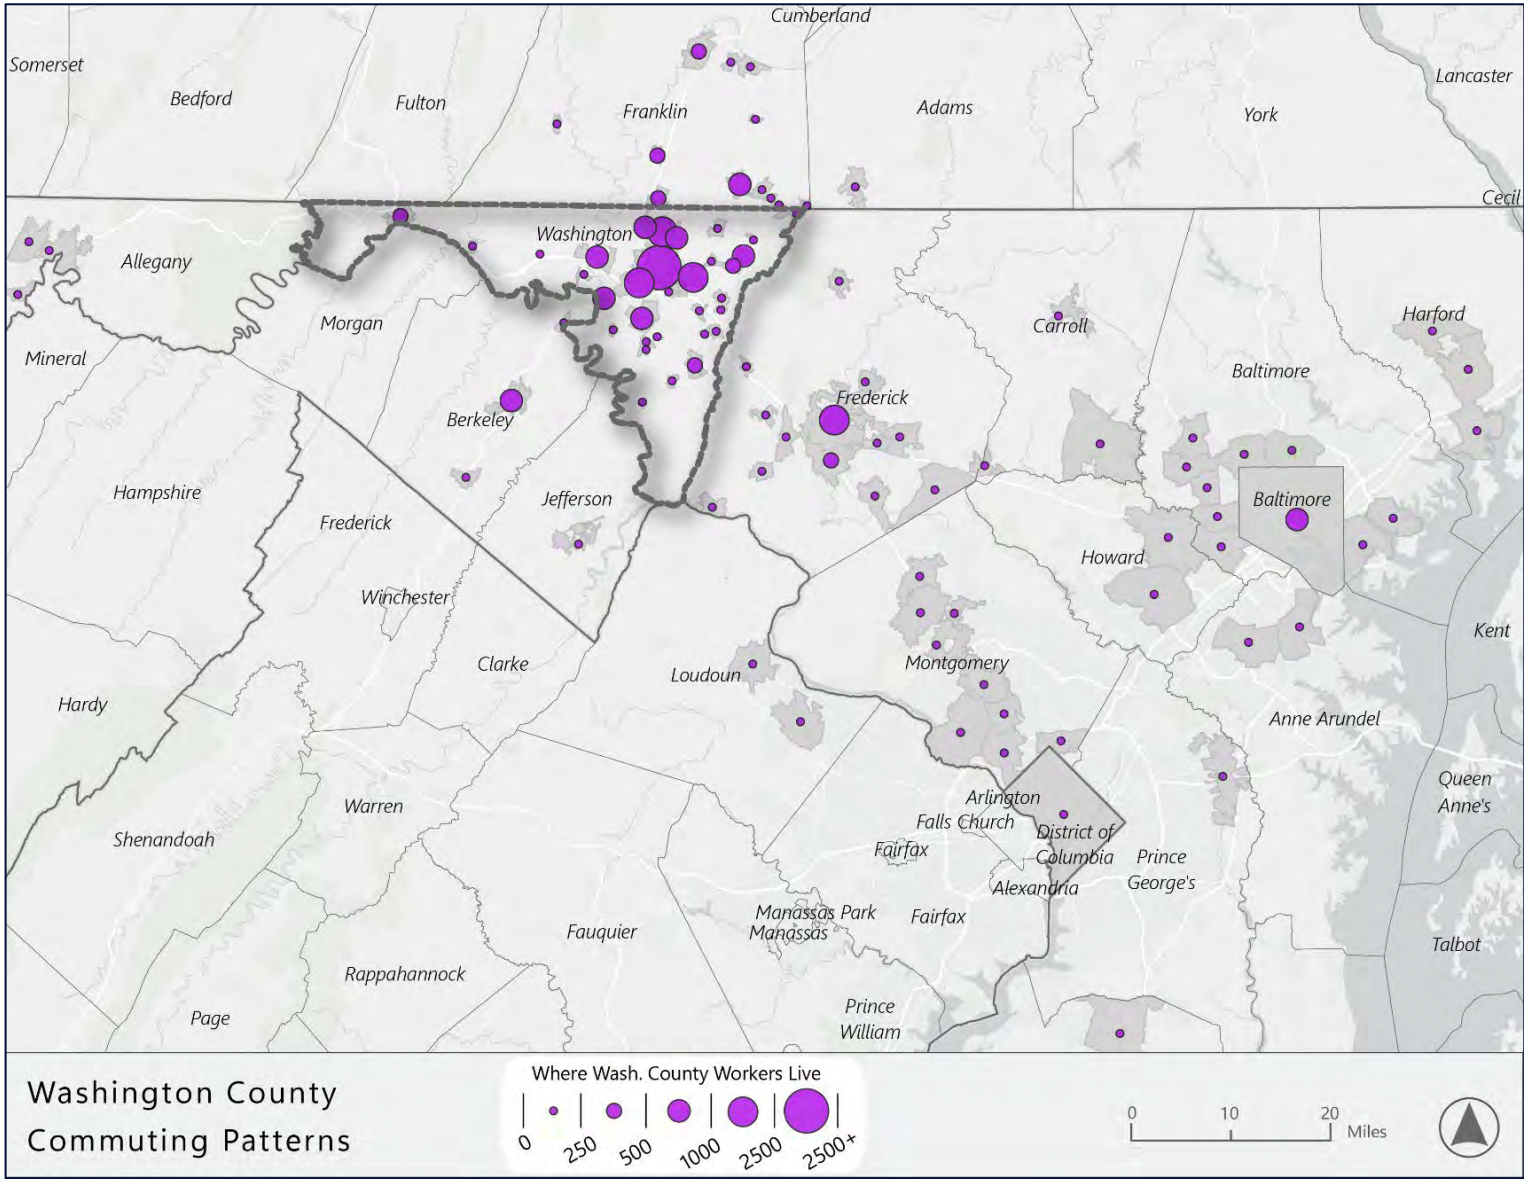 Cumberland
Somerset
Lancaster
Bedford
Fulton
Franklin
Adams
York
Cecil
Washington
Allegany
Morgan
Carroll
Harford
Mineral
Baltimore
Frederick
Berkeley
Hampshire
Jefferson
Baltimore
Frederick
Howard
Winchester
Kent
Clarke
Loudoun
Montgomery
Hardy
Anne Arundel
Queen
Anne's
Warren
Arlington
Falls Church
District of
Columbia
Shenandoah
Fairfax
Prince
George's
Alexandria
Manassas Park
Fairfax
Manassas
Fauquier
Talbot
Rappahannock
Page
Prince
William
Washington County
Commuting Patterns
Where Wash. County Workers Live
0 250 500 1000 2500 2500+
0 10 20
Miles